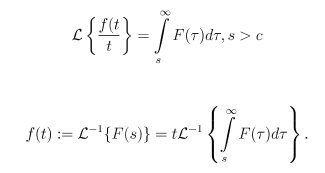 ℒ { f(t / t } = ∫_s^∞ F(τ)dτ, s > c
f(t) := ℒ⁻¹{F(s)} = tℒ⁻¹ { ∫_s^∞ F(τ)dτ } .